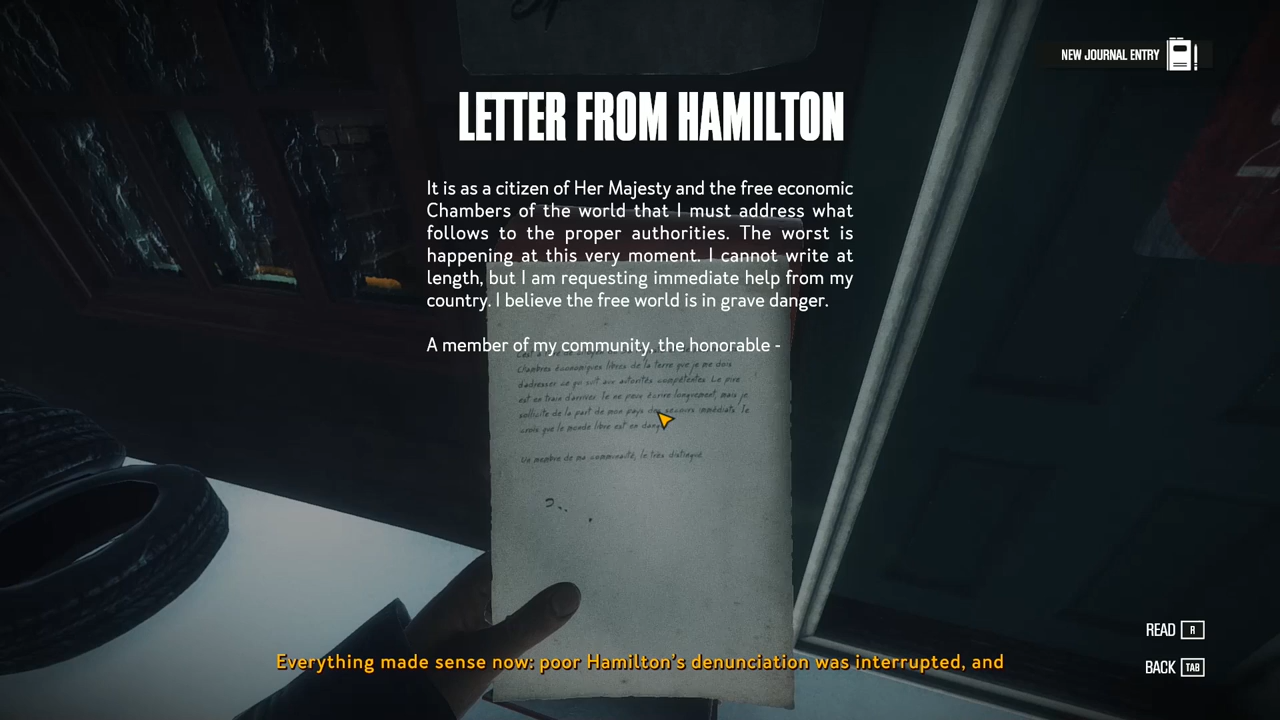 NEW JOURNAL ENTRY
LETTER FROM HAMILTON
It is as a citizen of Her Majesty and the free economic
Chambers of the world that I must address what
follows to the proper authorities. The worst is
happening at this very moment. I cannot write at
length, but I am requesting immediate help from my
country. I believe the free world is in grave danger.
A member of my community, the honorable -
C'est à
Chambres économiques libres de la terre que je me dois
d'adresser ce qui suit aux autorités compétentes. Le pire
est en train d'arriver. Je ne peux écrire longuement, mais je
sollicite de la part de mon pays des secours immédiats. Je
crois que le monde libre est en
Un membre de ma communauté, le très distingué
READ R
BACK TAB
Everything made sense now: poor Hamilton's denunciation was interrupted, and